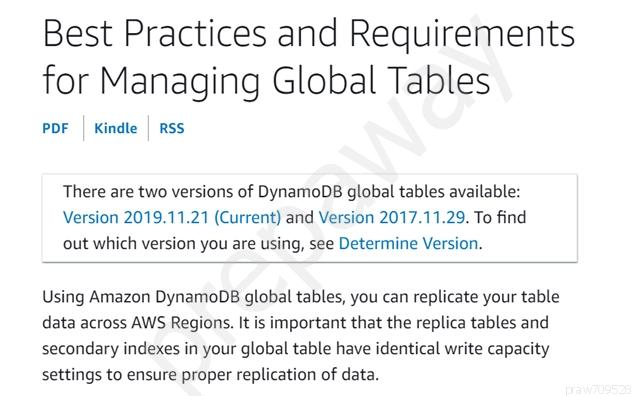 Best Practices and Requirements
for Managing Global Tables
PDF | Kindle | RSS
There are two versions of DynamoDB global tables available:
Version 2019.11.21 (Current) and Version 2017.11.29. To find
out which version you are using, see Determine Version.
Using Amazon DynamoDB global tables, you can replicate your table
data across AWS Regions. It is important that the replica tables and
secondary indexes in your global table have identical write capacity
settings to ensure proper replication of data.
prepaway
praw709528